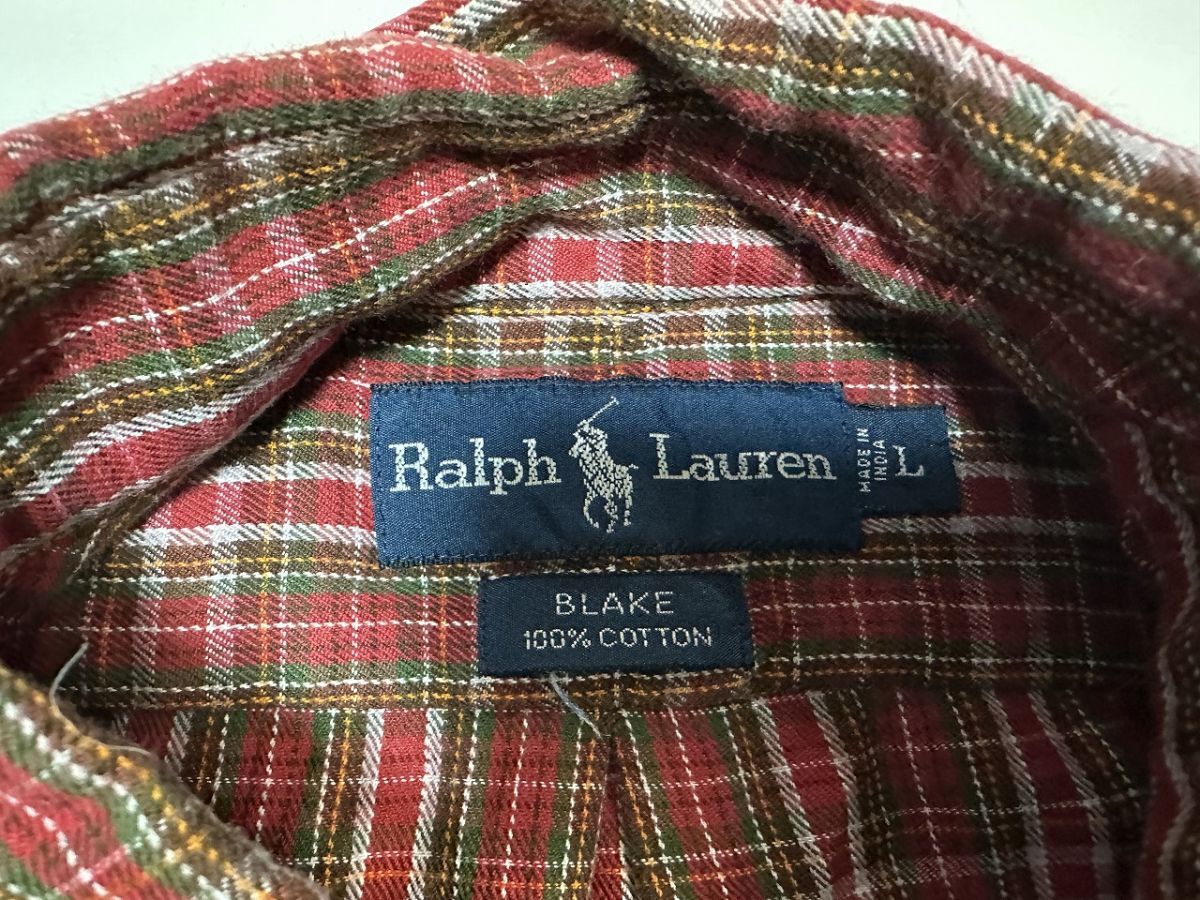 Ralph Lauren
MADE IN
INDIA
L
BLAKE
100% COTTON